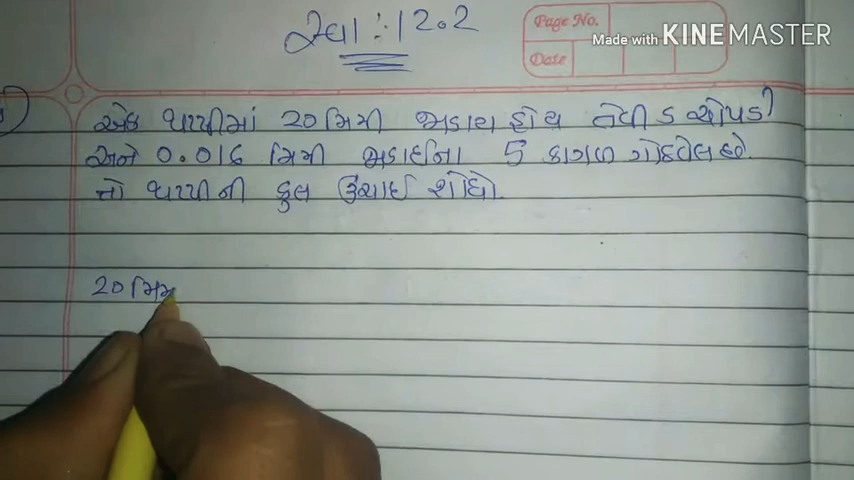 સ્વા :- 12.2
Page No.
Date
Made with KINEMASTER
એક થપ્પીમાં 20 મિમી જાડાઈ હોય તેવી 5 ચોપડી
અને 0.016 મિમી જાડાઈના 5 કાગળ ગોઠવેલ છે.
તો થપ્પીની કુલ ઊંચાઈ શોધો.
20 મિમ